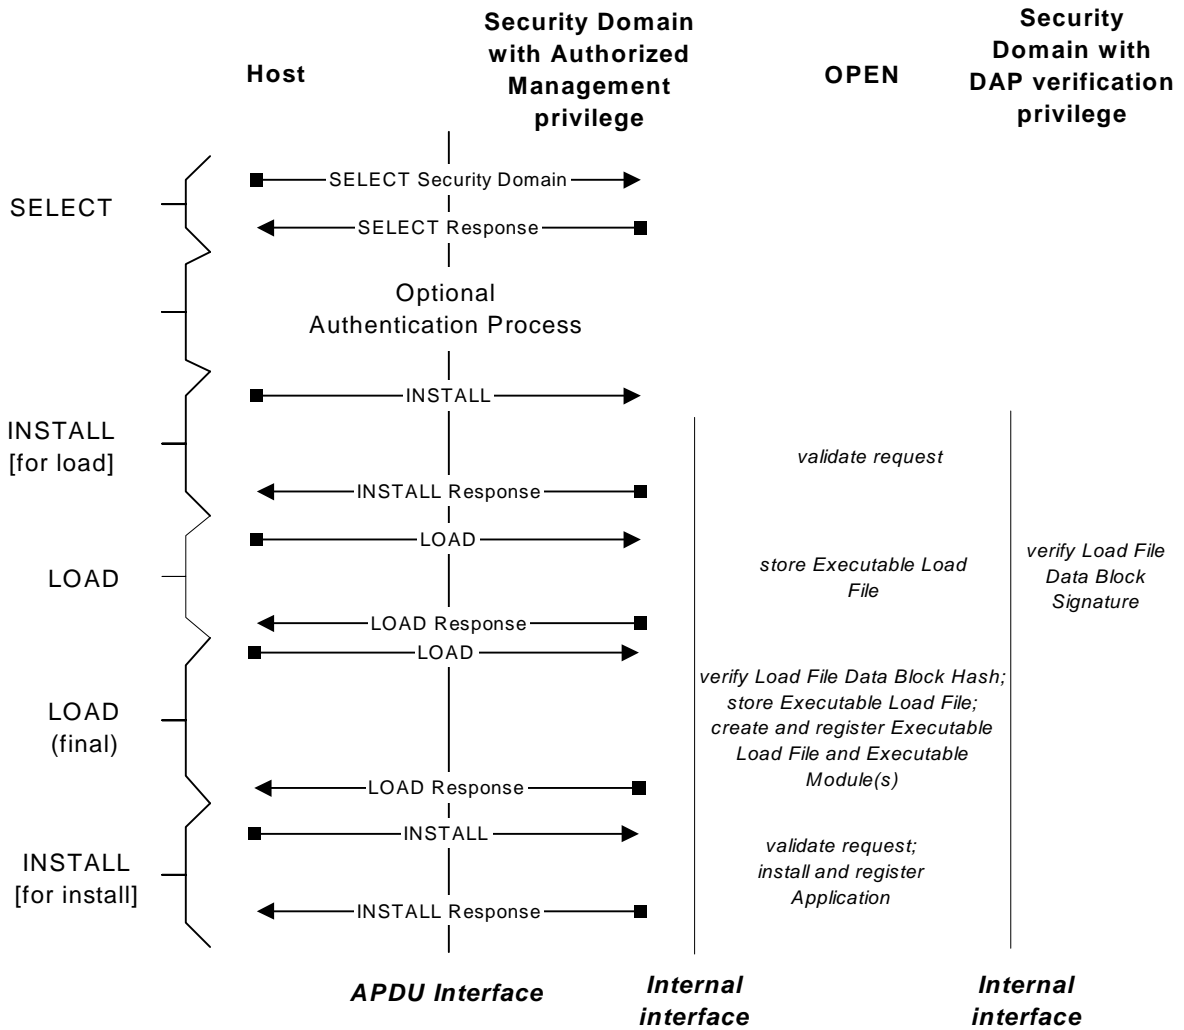 Host
Security Domain
with Authorized
Management
privilege
OPEN
Security
Domain with
DAP verification
privilege
SELECT
SELECT Security Domain
SELECT Response
Optional
Authentication Process
INSTALL
[for load]
INSTALL
validate request
INSTALL Response
LOAD
LOAD
store Executable Load
File
verify Load File
Data Block
Signature
LOAD Response
LOAD
(final)
LOAD
verify Load File Data Block Hash;
store Executable Load File;
create and register Executable
Load File and Executable
Module(s)
LOAD Response
INSTALL
[for install]
INSTALL
validate request;
install and register
Application
INSTALL Response
APDU Interface
Internal
interface
Internal
interface